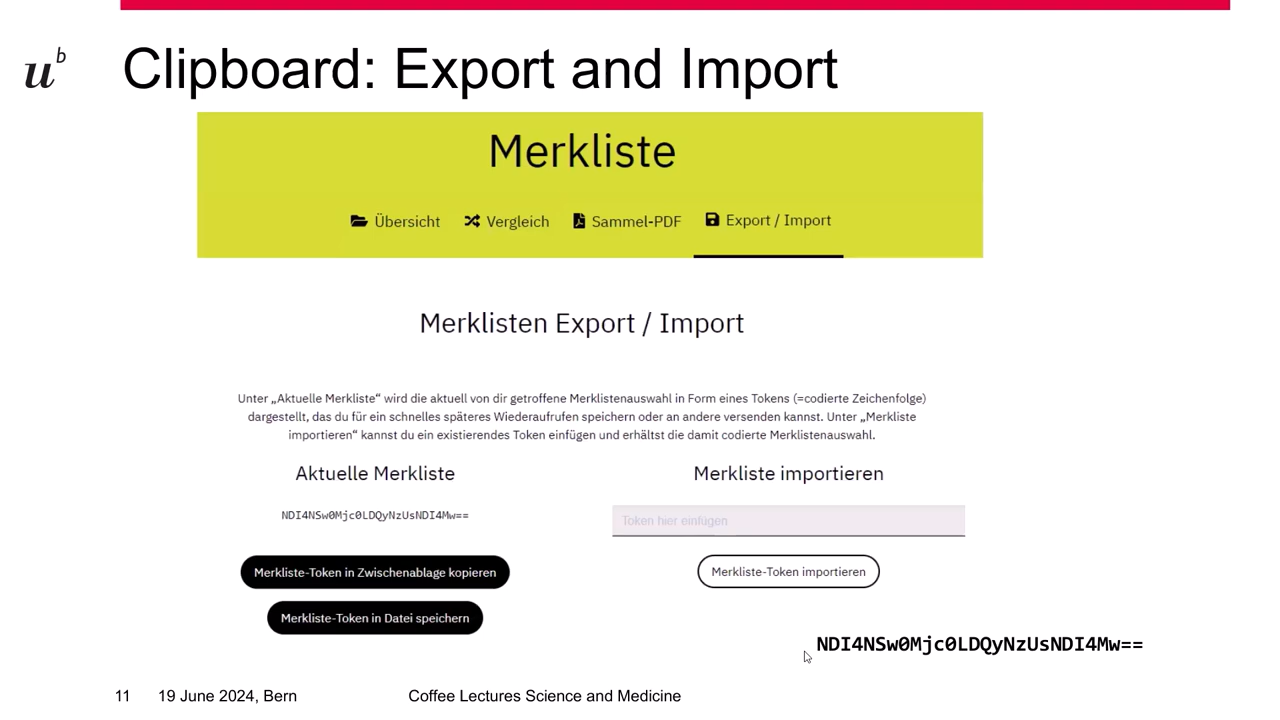 u b
Clipboard: Export and Import
Merkliste
Übersicht Vergleich Sammel-PDF Export / Import
Merklisten Export / Import
Unter „Aktuelle Merkliste“ wird die aktuell von dir getroffene Merklistenauswahl in Form eines Tokens (=codierte Zeichenfolge)
dargestellt, das du für ein schnelles späteres Wiederaufrufen speichern oder an andere versenden kannst. Unter „Merkliste
importieren“ kannst du ein existierendes Token einfügen und erhältst die damit codierte Merklistenauswahl.
Aktuelle Merkliste
NDI4NSw0Mjc0LDQyNzUsNDI4Mw==
Merkliste-Token in Zwischenablage kopieren
Merkliste-Token in Datei speichern
Merkliste importieren
Token hier einfügen
Merkliste-Token importieren
NDI4NSw0Mjc0LDQyNzUsNDI4Mw==
11 19 June 2024, Bern Coffee Lectures Science and Medicine